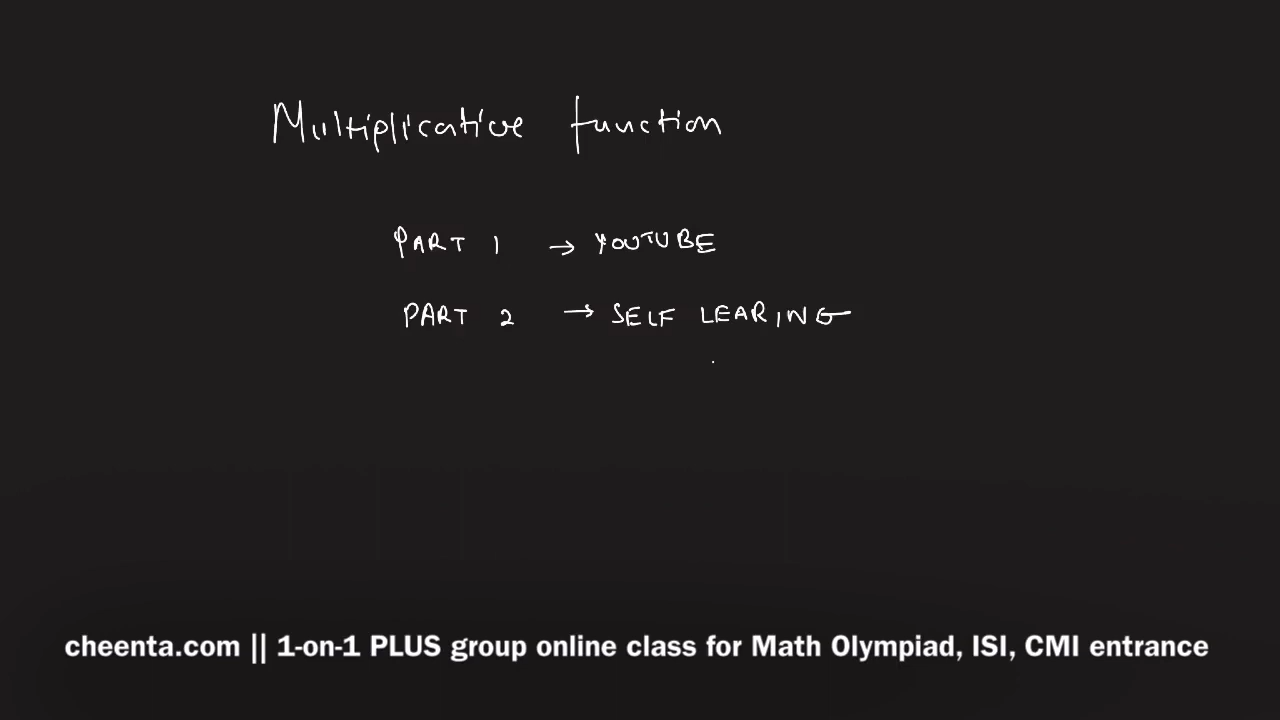 Multiplicative function
PART 1 → YOUTUBE
PART 2 → SELF LEARING
cheenta.com || 1-on-1 PLUS group online class for Math Olympiad, ISI, CMI entrance